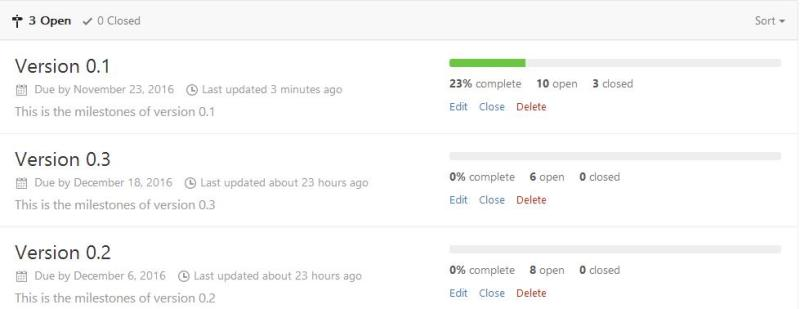 3 Open 0 Closed Sort
Version 0.1
Due by November 23, 2016 Last updated 3 minutes ago
This is the milestones of version 0.1
23% complete 10 open 3 closed
Edit Close Delete
Version 0.3
Due by December 18, 2016 Last updated about 23 hours ago
This is the milestones of version 0.3
0% complete 6 open 0 closed
Edit Close Delete
Version 0.2
Due by December 6, 2016 Last updated about 23 hours ago
This is the milestones of version 0.2
0% complete 8 open 0 closed
Edit Close Delete